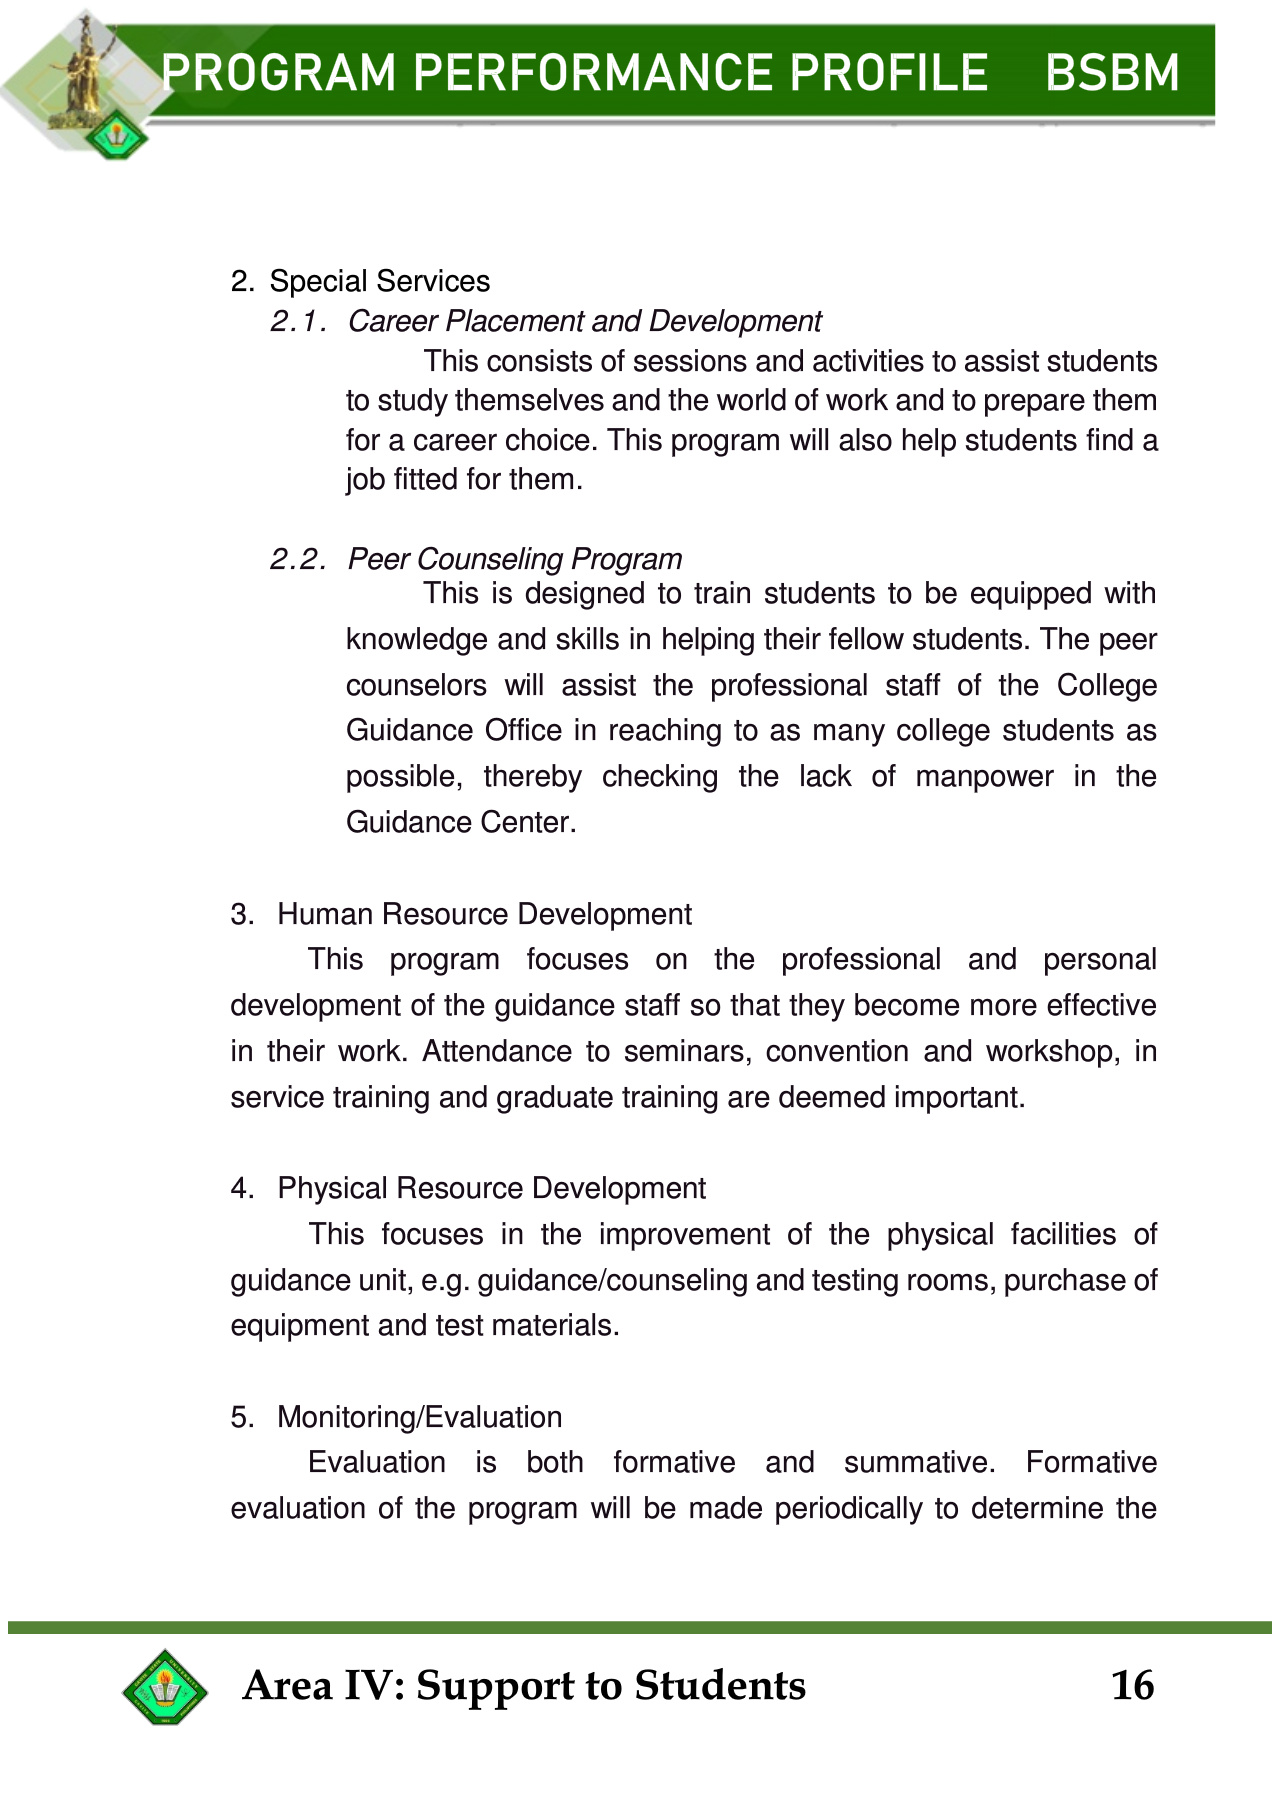 PROGRAM PERFORMANCE PROFILE BSBM
2. Special Services
2.1. Career Placement and Development
This consists of sessions and activities to assist students
to study themselves and the world of work and to prepare them
for a career choice. This program will also help students find a
job fitted for them.
2.2. Peer Counseling Program
This is designed to train students to be equipped with
knowledge and skills in helping their fellow students. The peer
counselors will assist the professional staff of the College
Guidance Office in reaching to as many college students as
possible, thereby checking the lack of manpower in the
Guidance Center.
3. Human Resource Development
This program focuses on the professional and personal
development of the guidance staff so that they become more effective
in their work. Attendance to seminars, convention and workshop, in
service training and graduate training are deemed important.
4. Physical Resource Development
This focuses in the improvement of the physical facilities of
guidance unit, e.g. guidance/counseling and testing rooms, purchase of
equipment and test materials.
5. Monitoring/Evaluation
Evaluation is both formative and summative. Formative
evaluation of the program will be made periodically to determine the
Area IV: Support to Students 16